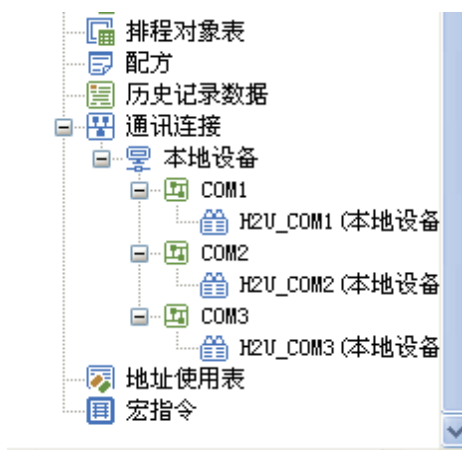 排程对象表
配方
历史记录数据
通讯连接
本地设备
COM1
H2U_COM1(本地设备
COM2
H2U_COM2(本地设备
COM3
H2U_COM3(本地设备
地址使用表
宏指令